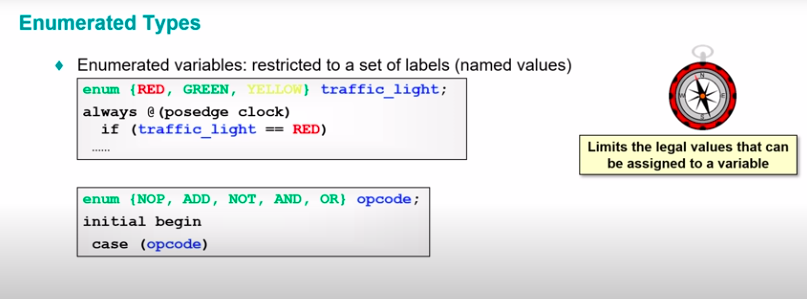 Enumerated Types
♦ Enumerated variables: restricted to a set of labels (named values)
enum {RED, GREEN, YELLOW} traffic_light;
always @(posedge clock)
if (traffic_light == RED)
......
Limits the legal values that can
be assigned to a variable
enum {NOP, ADD, NOT, AND, OR} opcode;
initial begin
case (opcode)